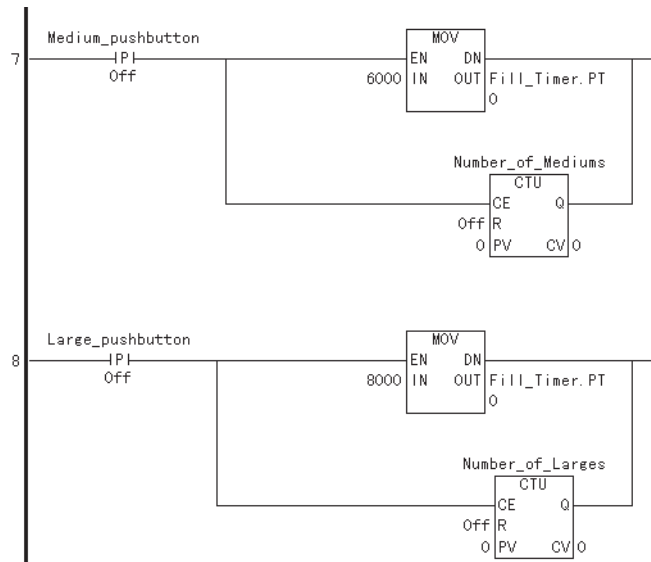 Medium_pushbutton
7
P
Off
MOV
EN DN
6000 IN OUT Fill_Timer.PT
0
Number_of_Mediums
CTU
CE Q
Off R
0 PV CV 0
Large_pushbutton
8
P
Off
MOV
EN DN
8000 IN OUT Fill_Timer.PT
0
Number_of_Larges
CTU
CE Q
Off R
0 PV CV 0